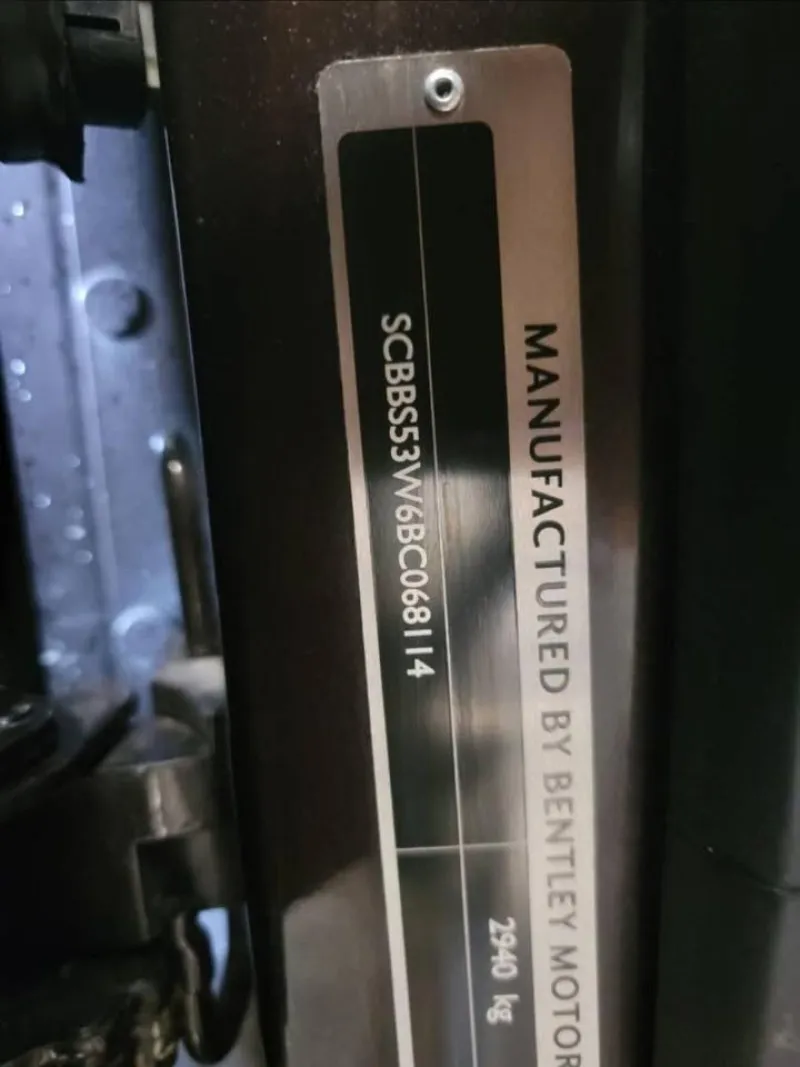 MANUFACTURED BY BENTLEY MOTOR
SCBBS53W6BC068114
2940 kg